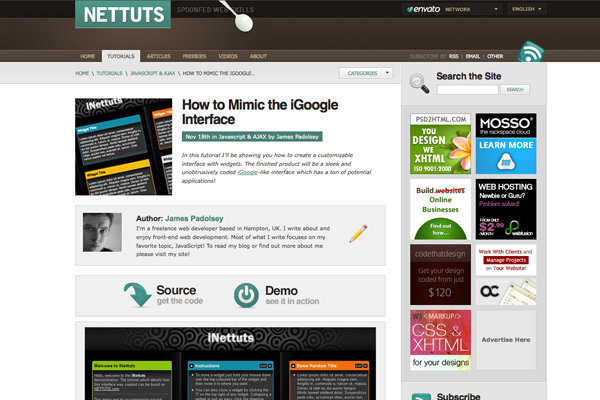 NETTUTS
SPOONFED WEB SKILLS
envato NETWORK
ENGLISH
HOME
TUTORIALS
ARTICLES
FREEBIES
VIDEOS
ABOUT
SUBSCRIBE BY RSS | EMAIL | OTHER
HOME \ TUTORIALS \ JAVASCRIPT & AJAX \ HOW TO MIMIC THE IGOOGLE...
CATEGORIES
iNettuts
How to Mimic the iGoogle
Interface
Nov 18th in Javascript & AJAX by James Padolsey
In this tutorial I'll be showing you how to create a customizable
interface with widgets. The finished product will be a sleek and
unobtrusively coded iGoogle-like interface which has a ton of potential
applications!
Author: James Padolsey
I'm a freelance web developer based in Hampton, UK. I write about and
enjoy front-end web development. Most of what I write focuses on my
favorite topic, JavaScript! To read my blog or find out more about me
please visit my site!
Source
get the code
Demo
see it in action
iNettuts
Welcome to iNettuts
Instructions
Some Random Title
Search the Site
SEARCH
PSD2HTML.COM
YOU
DESIGN
WE
XHTML
ISO 9001:2000
MOSSO
the rackspace cloud
LEARN MORE
Build websites
Online
Businesses
Find out here...
WEB HOSTING
Newbie or Guru?
Problem solved!
FROM ONLY
$2.99
/MONTH
webfusion
codethatdesign
Get your design
coded from just
$120
Work With Clients and
Manage Projects
on Your Website!
MARKUP
CSS &
XHTML
for your designs
Advertise Here
Subscribe